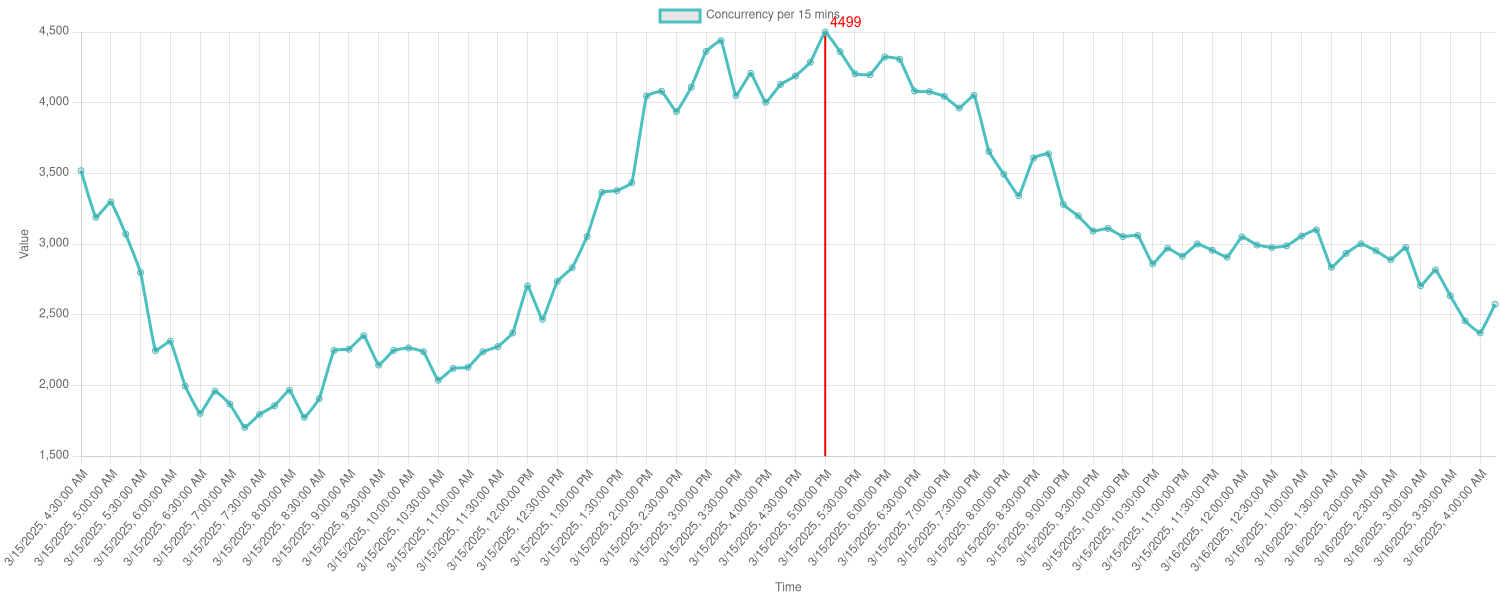 Concurrency per 15 mins
4499
4,500
4,000
3,500
3,000
2,500
2,000
1,500
Value
3/15/2025, 4:30:00 AM
3/15/2025, 5:00:00 AM
3/15/2025, 5:30:00 AM
3/15/2025, 6:00:00 AM
3/15/2025, 6:30:00 AM
3/15/2025, 7:00:00 AM
3/15/2025, 7:30:00 AM
3/15/2025, 8:00:00 AM
3/15/2025, 8:30:00 AM
3/15/2025, 9:00:00 AM
3/15/2025, 9:30:00 AM
3/15/2025, 10:00:00 AM
3/15/2025, 10:30:00 AM
3/15/2025, 11:00:00 AM
3/15/2025, 11:30:00 AM
3/15/2025, 12:00:00 PM
3/15/2025, 12:30:00 PM
3/15/2025, 1:00:00 PM
3/15/2025, 1:30:00 PM
3/15/2025, 2:00:00 PM
3/15/2025, 2:30:00 PM
3/15/2025, 3:00:00 PM
3/15/2025, 3:30:00 PM
3/15/2025, 4:00:00 PM
3/15/2025, 4:30:00 PM
3/15/2025, 5:00:00 PM
3/15/2025, 5:30:00 PM
3/15/2025, 6:00:00 PM
3/15/2025, 6:30:00 PM
3/15/2025, 7:00:00 PM
3/15/2025, 7:30:00 PM
3/15/2025, 8:00:00 PM
3/15/2025, 8:30:00 PM
3/15/2025, 9:00:00 PM
3/15/2025, 9:30:00 PM
3/15/2025, 10:00:00 PM
3/15/2025, 10:30:00 PM
3/15/2025, 11:00:00 PM
3/15/2025, 11:30:00 PM
3/16/2025, 12:00:00 AM
3/16/2025, 12:30:00 AM
3/16/2025, 1:00:00 AM
3/16/2025, 1:30:00 AM
3/16/2025, 2:00:00 AM
3/16/2025, 2:30:00 AM
3/16/2025, 3:00:00 AM
3/16/2025, 3:30:00 AM
3/16/2025, 4:00:00 AM
Time